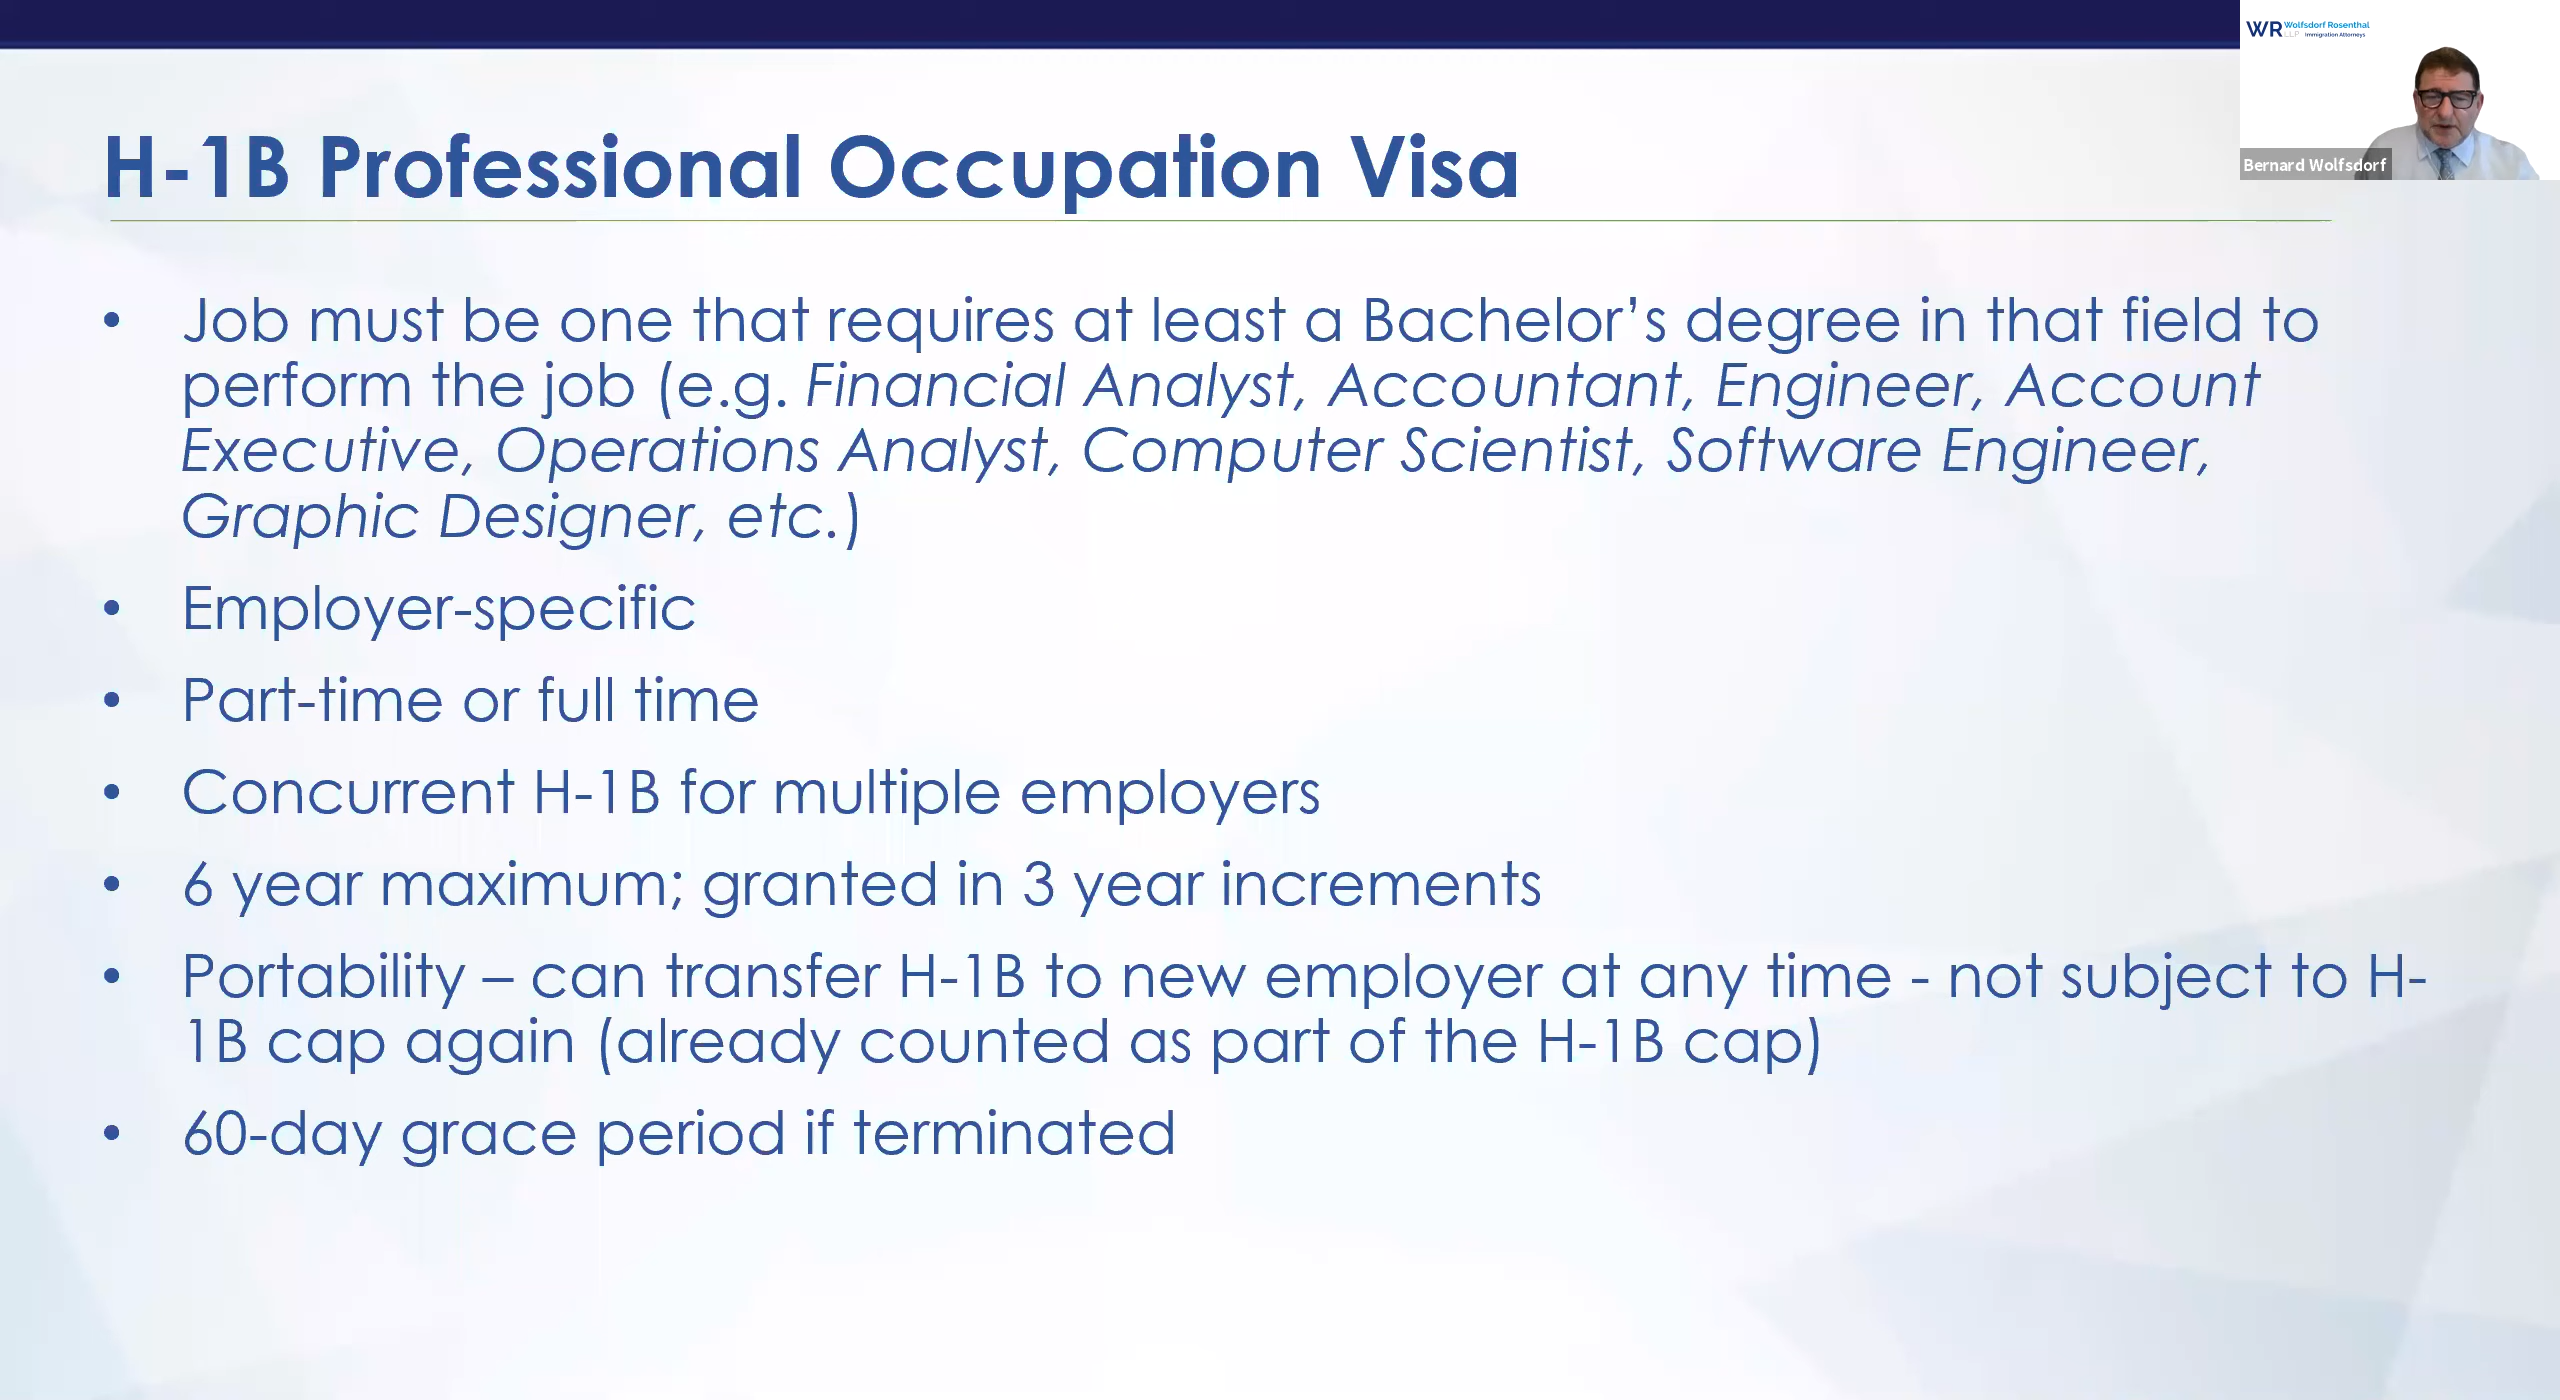 WR Wolfsdorf Rosenthal
LLP Immigration Attorneys
Bernard Wolfsdorf
H-1B Professional Occupation Visa
• Job must be one that requires at least a Bachelor’s degree in that field to
perform the job (e.g. Financial Analyst, Accountant, Engineer, Account
Executive, Operations Analyst, Computer Scientist, Software Engineer,
Graphic Designer, etc.)
• Employer-specific
• Part-time or full time
• Concurrent H-1B for multiple employers
• 6 year maximum; granted in 3 year increments
• Portability – can transfer H-1B to new employer at any time - not subject to H-
1B cap again (already counted as part of the H-1B cap)
• 60-day grace period if terminated